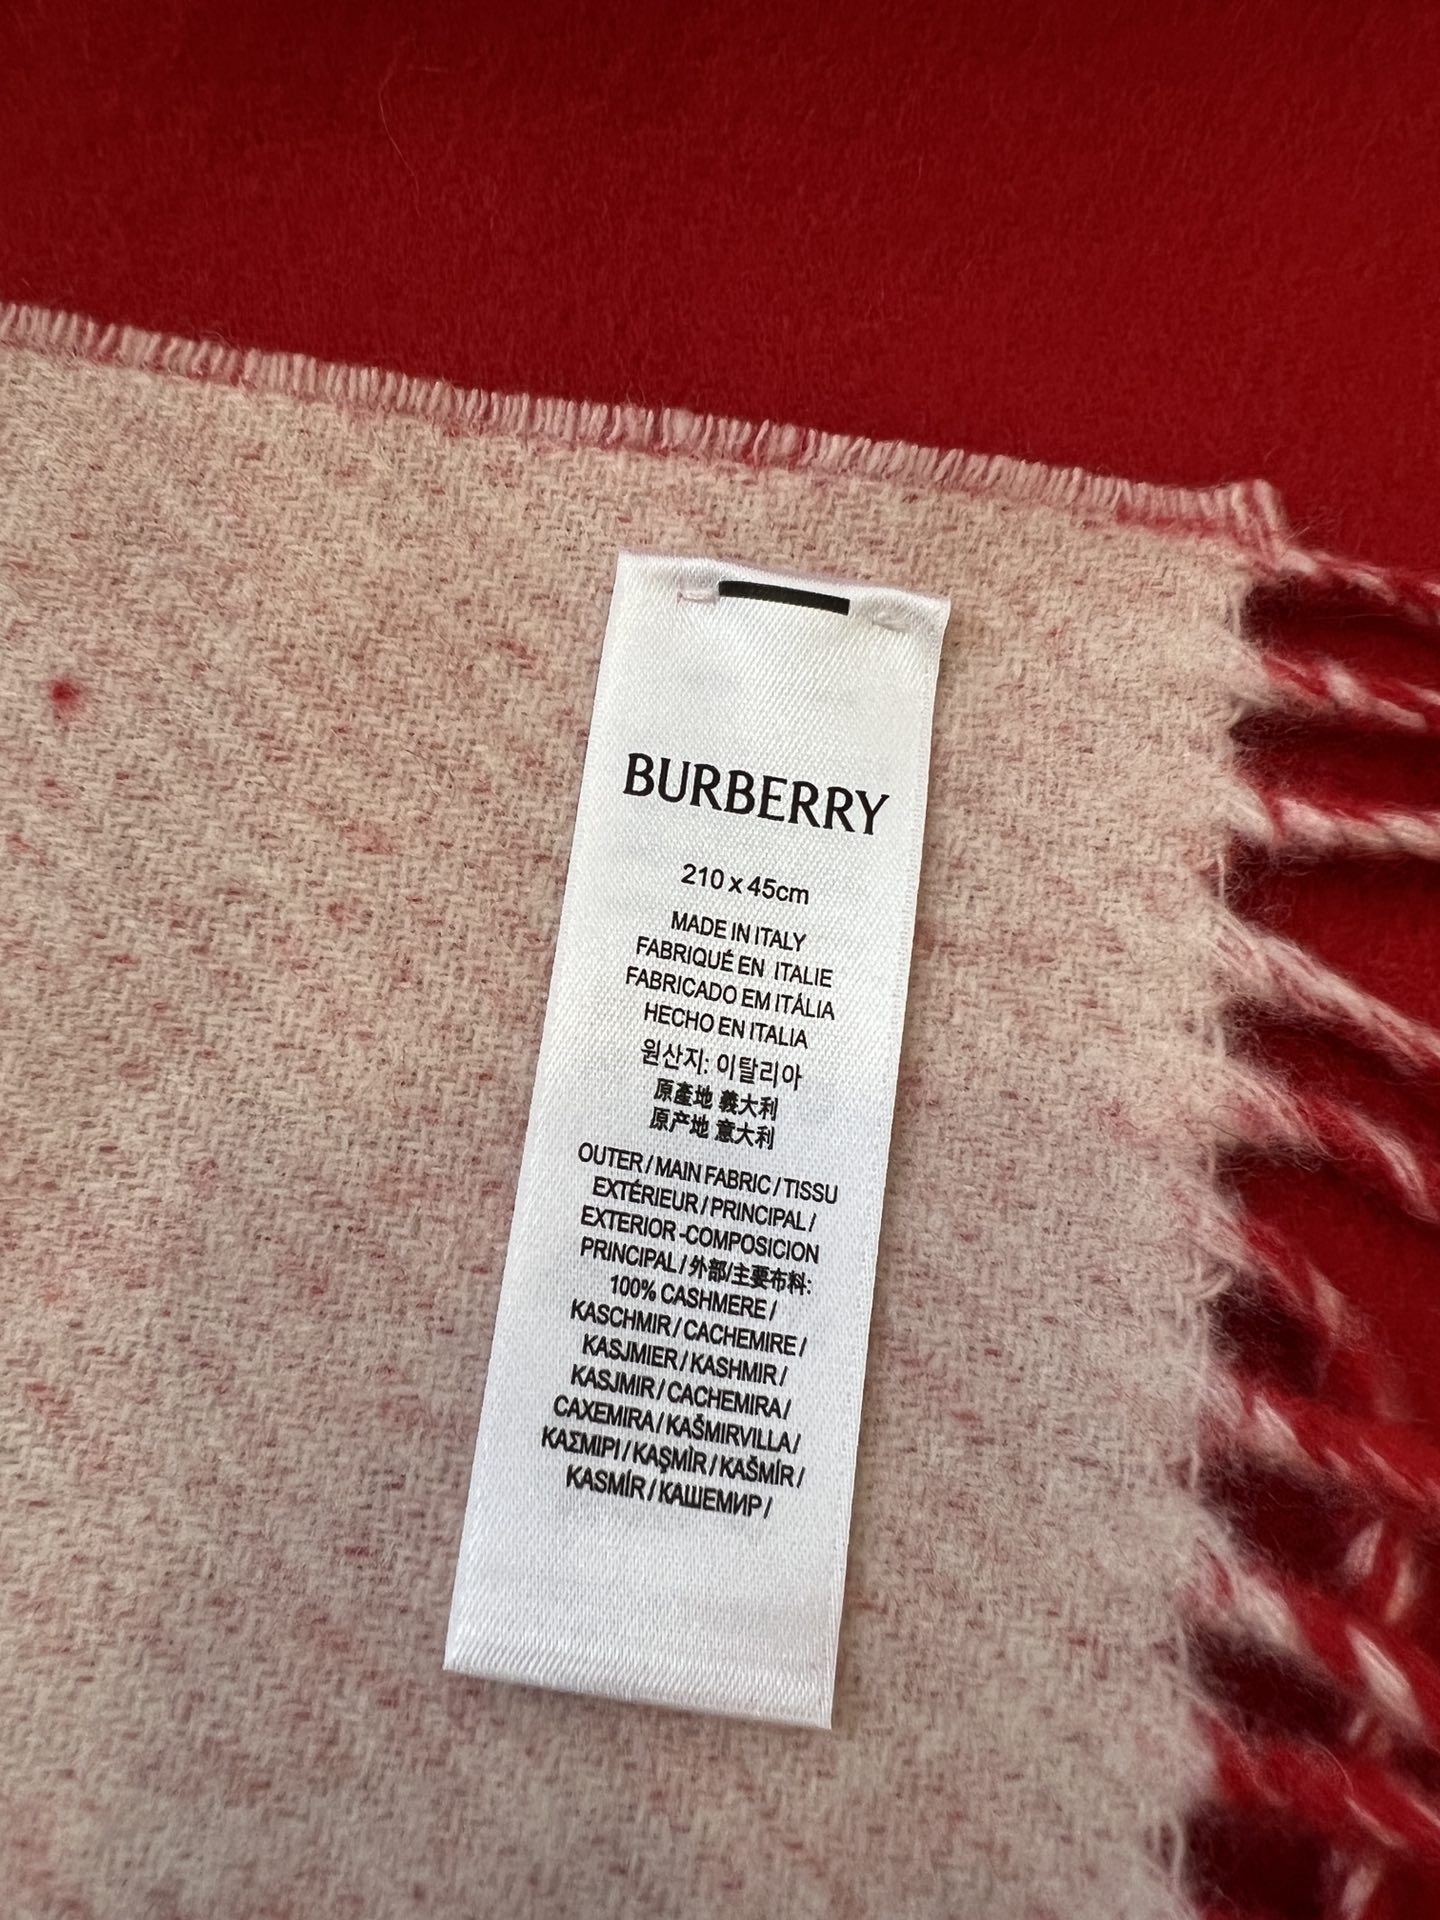 BURBERRY
210 x 45cm
MADE IN ITALY
FABRIQUÉ EN ITALIE
FABRICADO EM ITÁLIA
HECHO EN ITALIA
원산지: 이탈리아
原產地 義大利
原产地 意大利
OUTER / MAIN FABRIC / TISSU
EXTÉRIEUR / PRINCIPAL /
EXTERIOR -COMPOSICION
PRINCIPAL / 外部/主要布料:
100% CASHMERE /
KASCHMIR / CACHEMIRE /
KASJMIER / KASHMIR /
KASJMIR / CACHEMIRA /
CAXEMIRA / KAŠMIRVILLA /
ΚΑΣΜΙΡΙ / KAŞMİR / KAŠMÍR /
KASMÍR / КАШЕМИР /